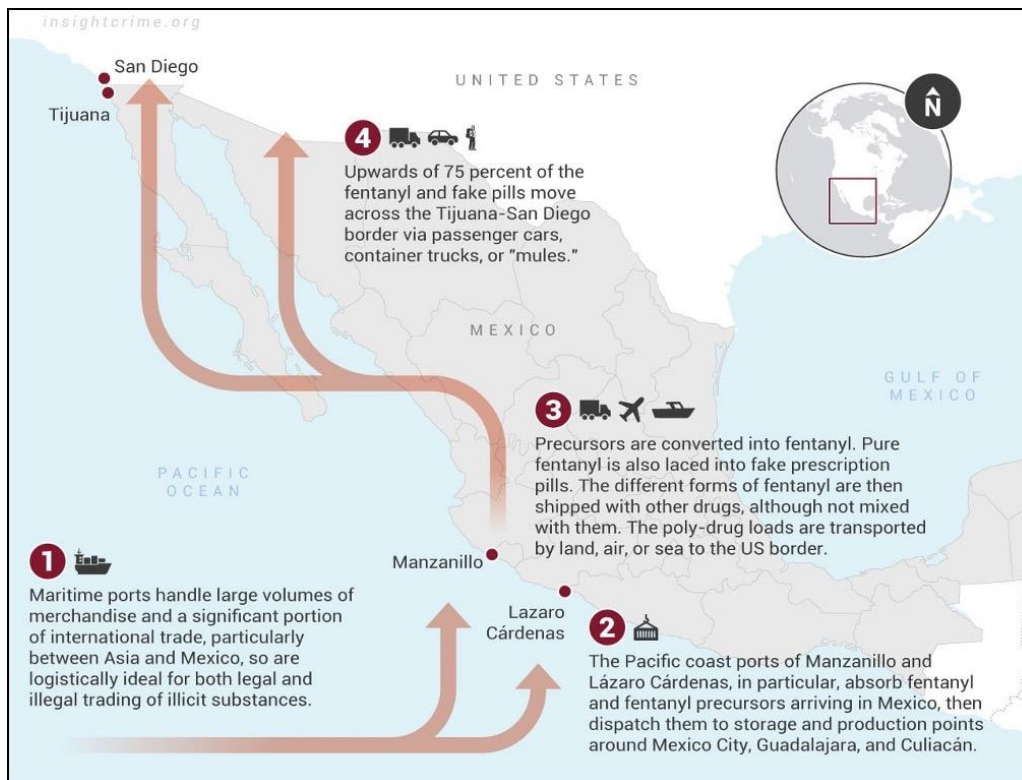 insightcrime.org
San Diego
Tijuana
UNITED STATES
N
4
Upwards of 75 percent of the
fentanyl and fake pills move
across the Tijuana-San Diego
border via passenger cars,
container trucks, or "mules."
MEXICO
GULF OF
MEXICO
3
Precursors are converted into fentanyl. Pure
fentanyl is also laced into fake prescription
pills. The different forms of fentanyl are then
shipped with other drugs, although not mixed
with them. The poly-drug loads are transported
by land, air, or sea to the US border.
PACIFIC
OCEAN
Manzanillo
1
Maritime ports handle large volumes of
merchandise and a significant portion
of international trade, particularly
between Asia and Mexico, so are
logistically ideal for both legal and
illegal trading of illicit substances.
Lazaro
Cárdenas
2
The Pacific coast ports of Manzanillo and
Lázaro Cárdenas, in particular, absorb fentanyl
and fentanyl precursors arriving in Mexico, then
dispatch them to storage and production points
around Mexico City, Guadalajara, and Culiacán.